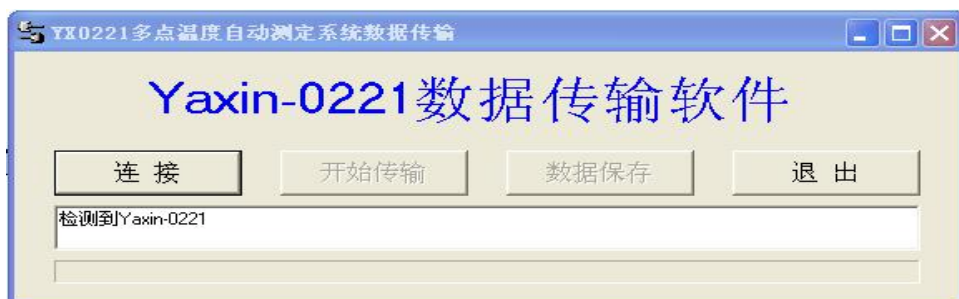 YX0221多点温度自动测定系统数据传输
Yaxin-0221数据传输软件
连 接 开始传输 数据保存 退 出
检测到Yaxin-0221